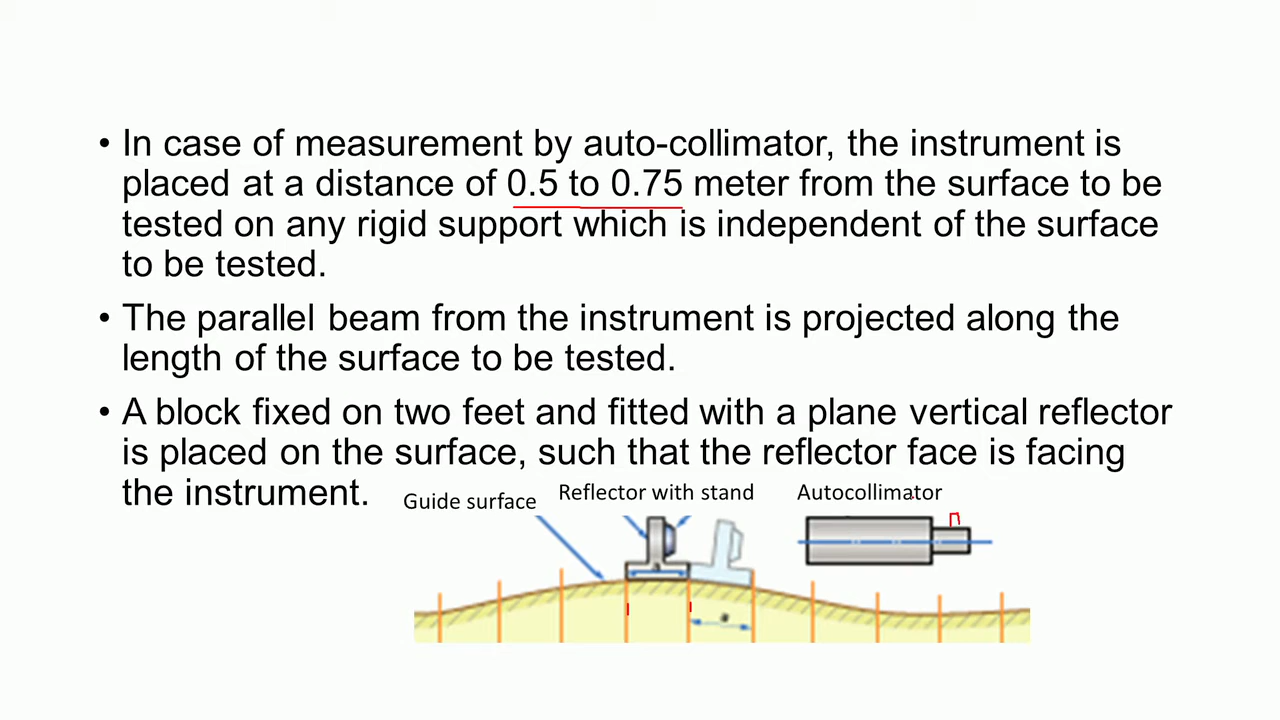 • In case of measurement by auto-collimator, the instrument is
placed at a distance of 0.5 to 0.75 meter from the surface to be
tested on any rigid support which is independent of the surface
to be tested.
• The parallel beam from the instrument is projected along the
length of the surface to be tested.
• A block fixed on two feet and fitted with a plane vertical reflector
is placed on the surface, such that the reflector face is facing
the instrument.
Guide surface
Reflector with stand
Autocollimator